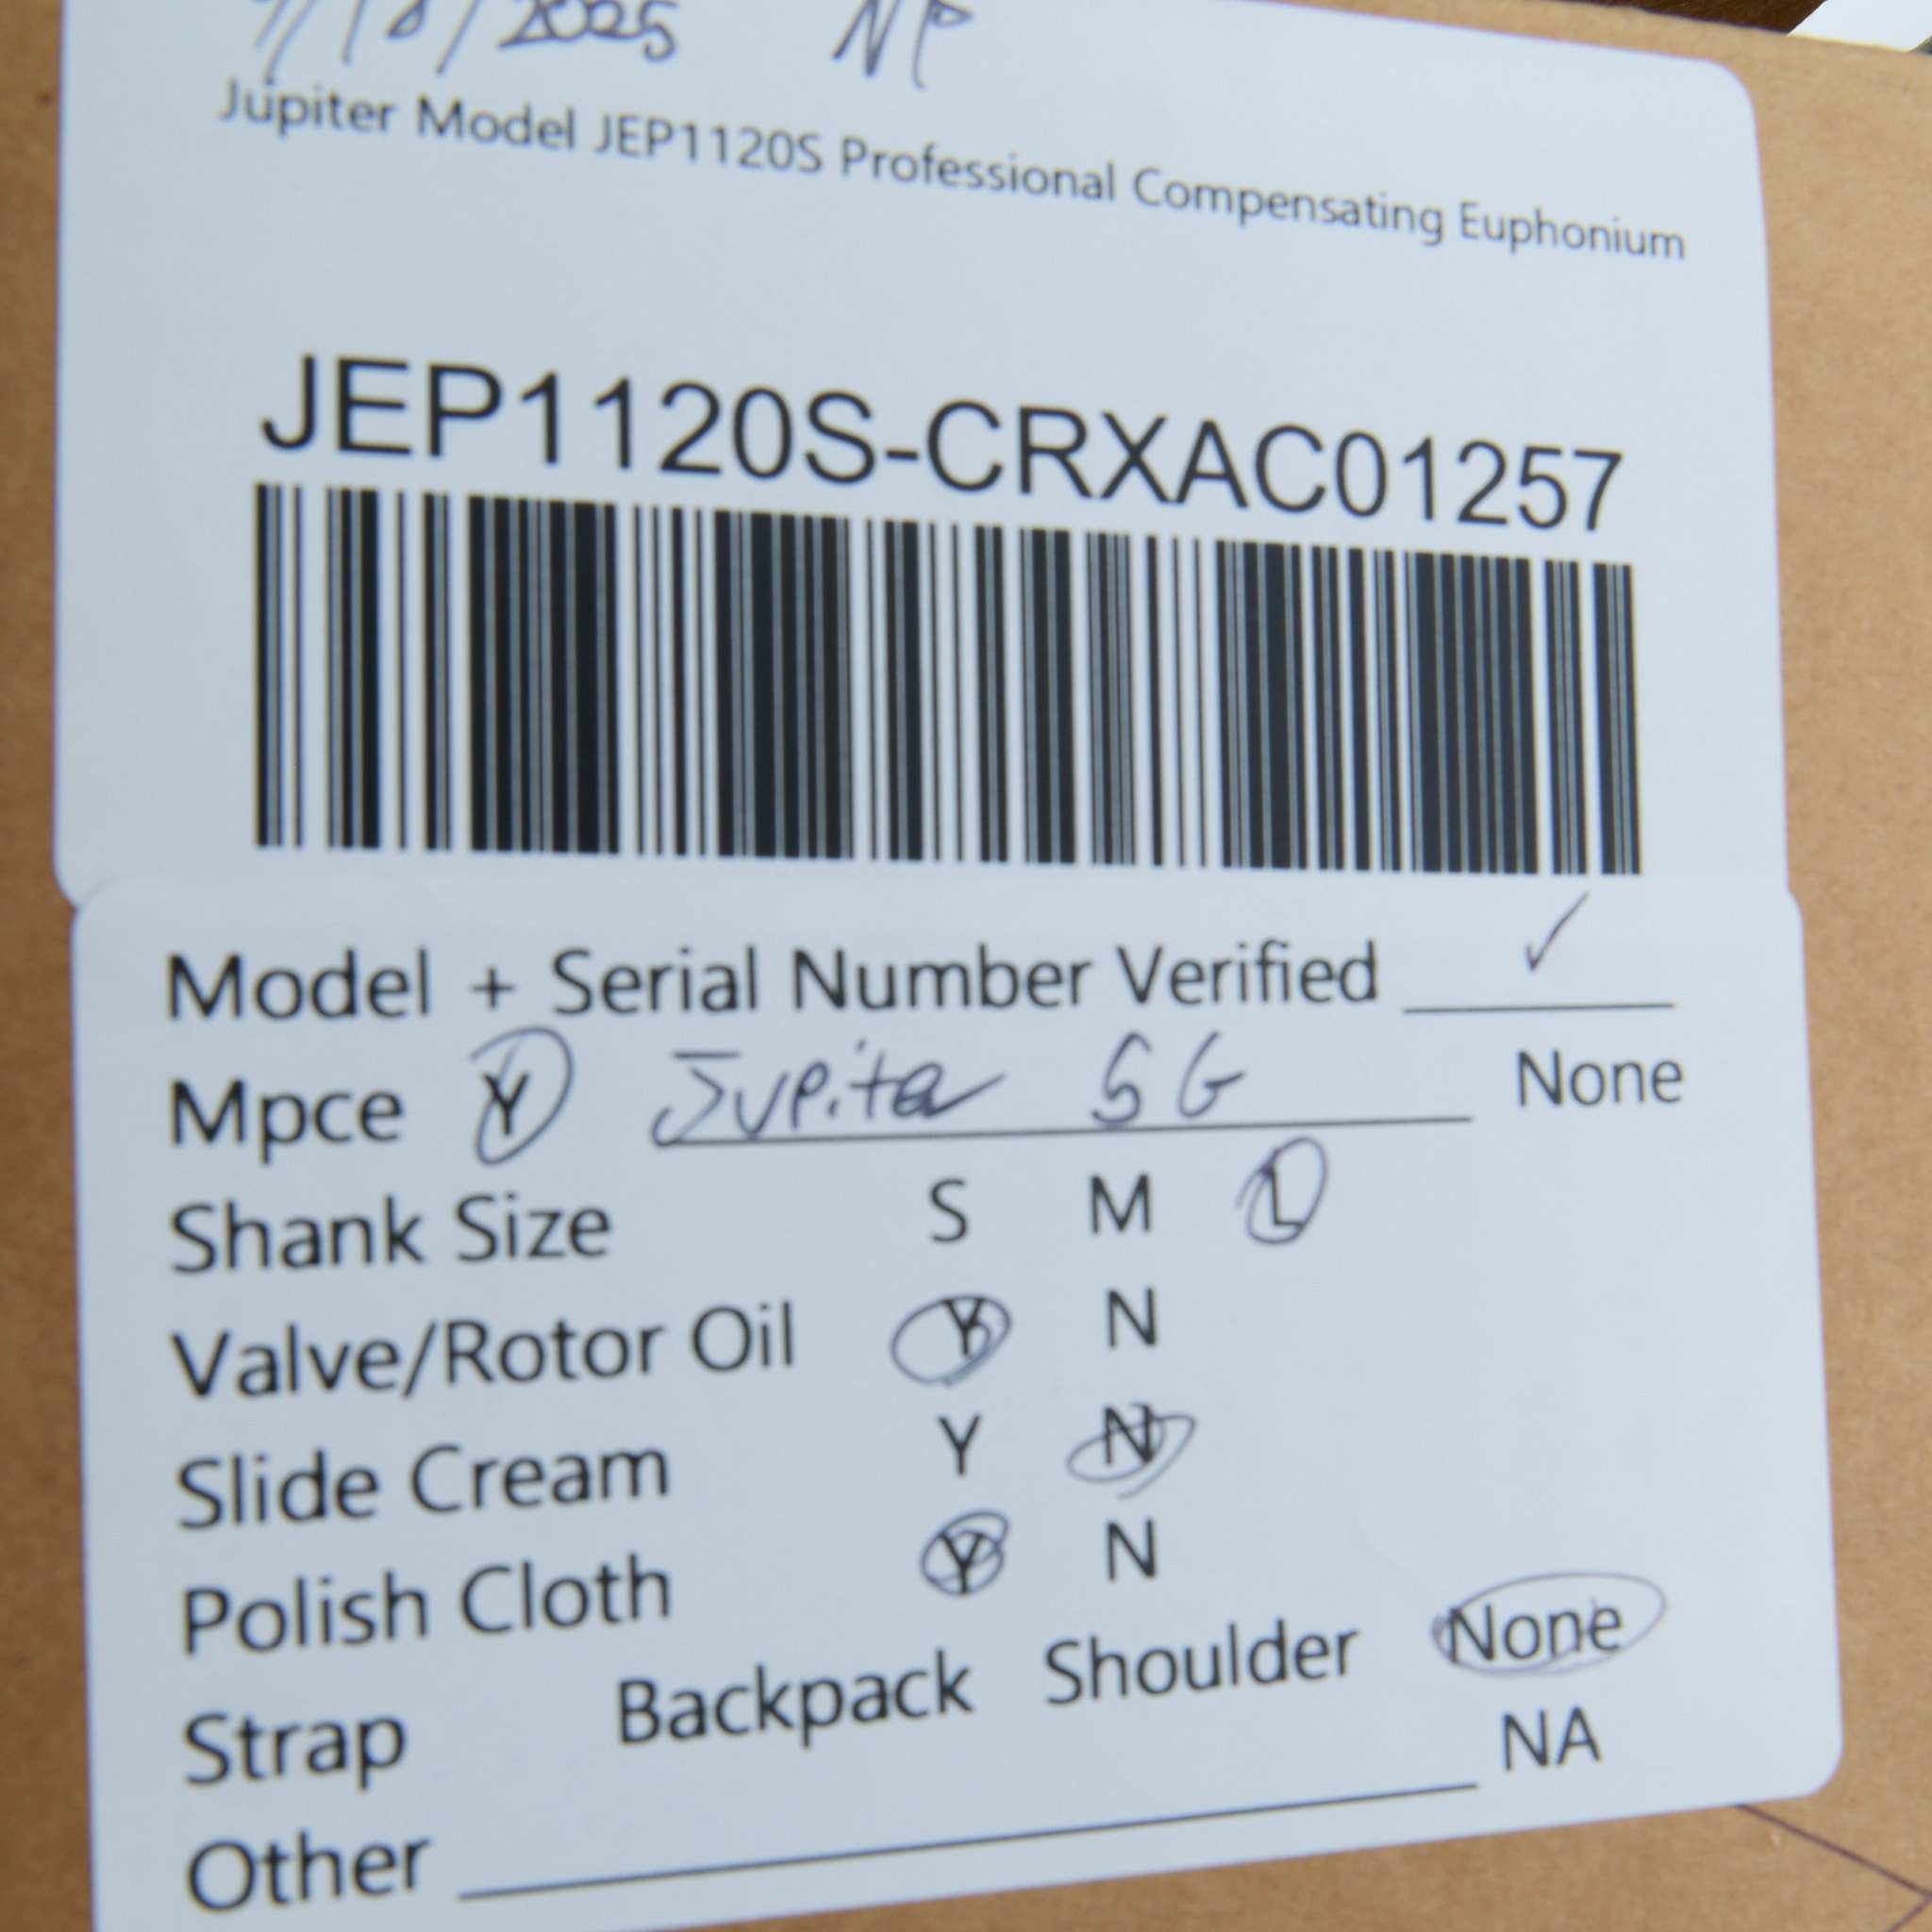 /18/2025 NP
Jupiter Model JEP1120S Professional Compensating Euphonium
JEP1120S-CRXAC01257
Model + Serial Number Verified ✓
Mpce Y Jupiter 5G None
Shank Size S M L
Valve/Rotor Oil Y N
Slide Cream Y N
Polish Cloth Y N
Strap Backpack Shoulder None
Other NA